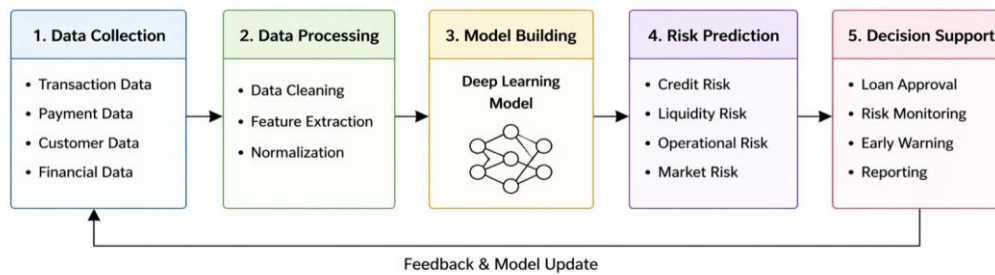 1. Data Collection
• Transaction Data
• Payment Data
• Customer Data
• Financial Data
2. Data Processing
• Data Cleaning
• Feature Extraction
• Normalization
3. Model Building
Deep Learning
Model
4. Risk Prediction
• Credit Risk
• Liquidity Risk
• Operational Risk
• Market Risk
5. Decision Support
• Loan Approval
• Risk Monitoring
• Early Warning
• Reporting
Feedback & Model Update